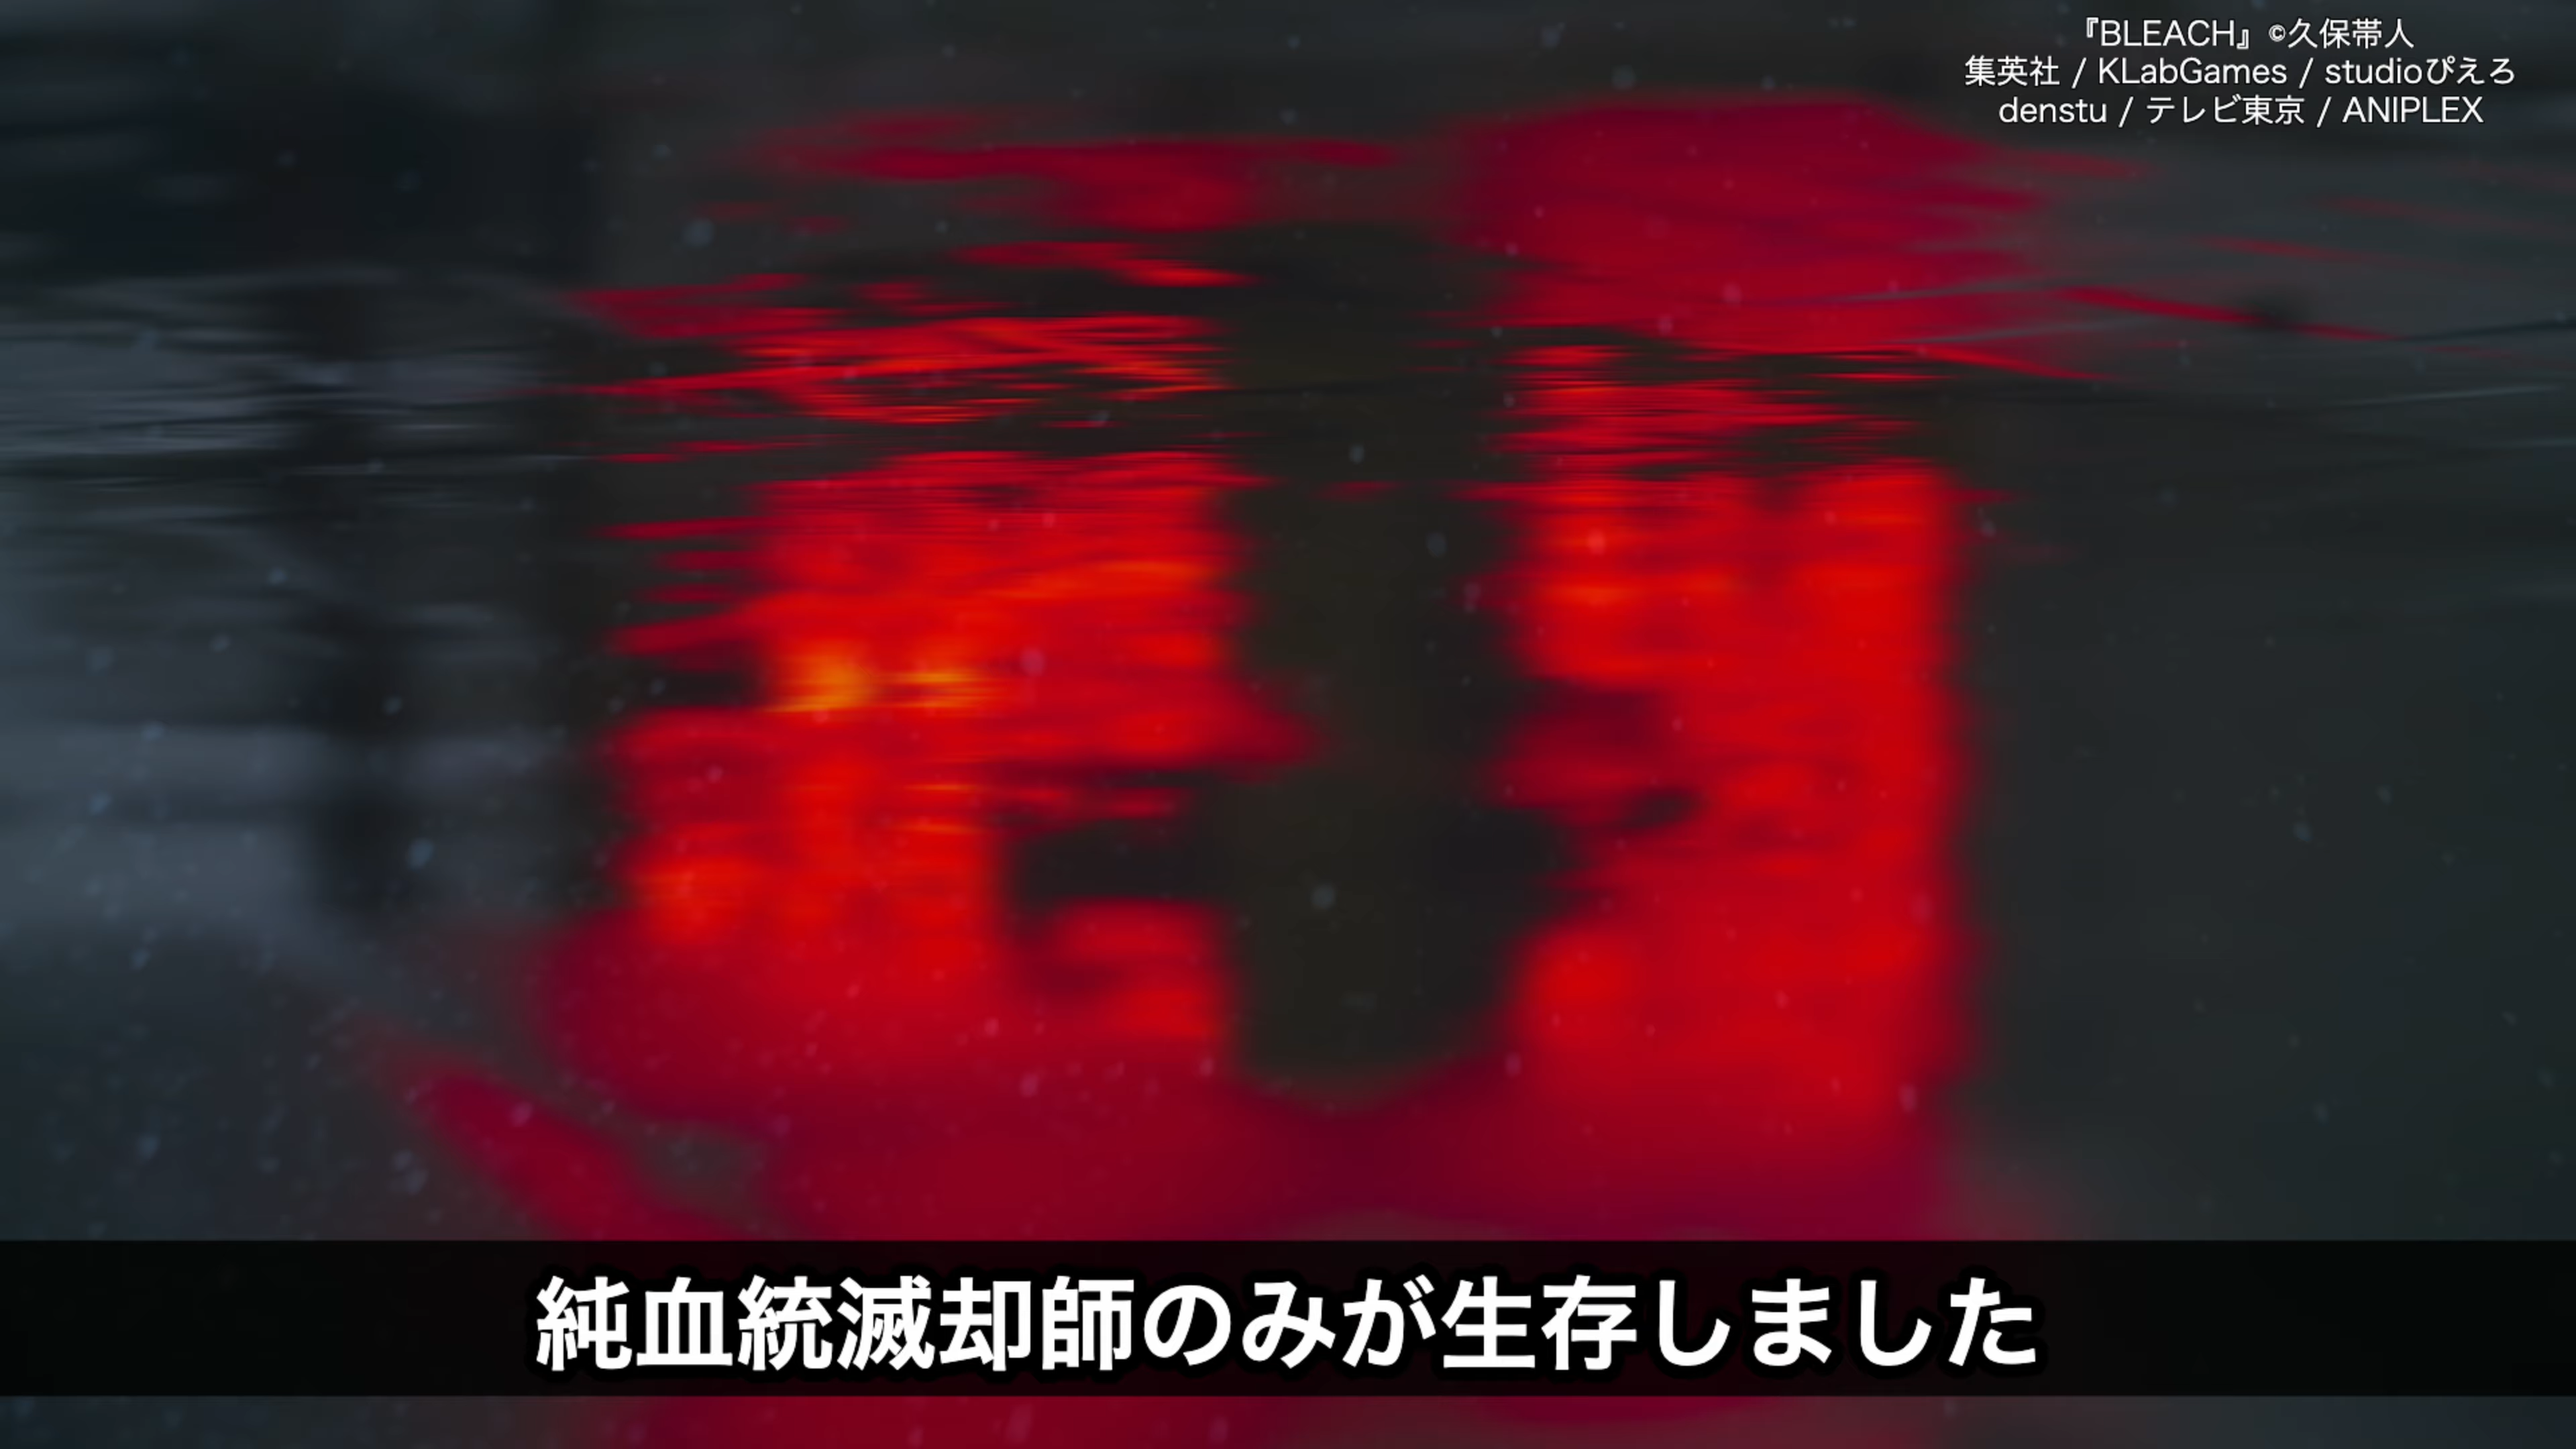 『BLEACH』©久保帯人
集英社 / KLabGames / studioぴえろ
denstu / テレビ東京 / ANIPLEX
純血統滅却師のみが生存しました